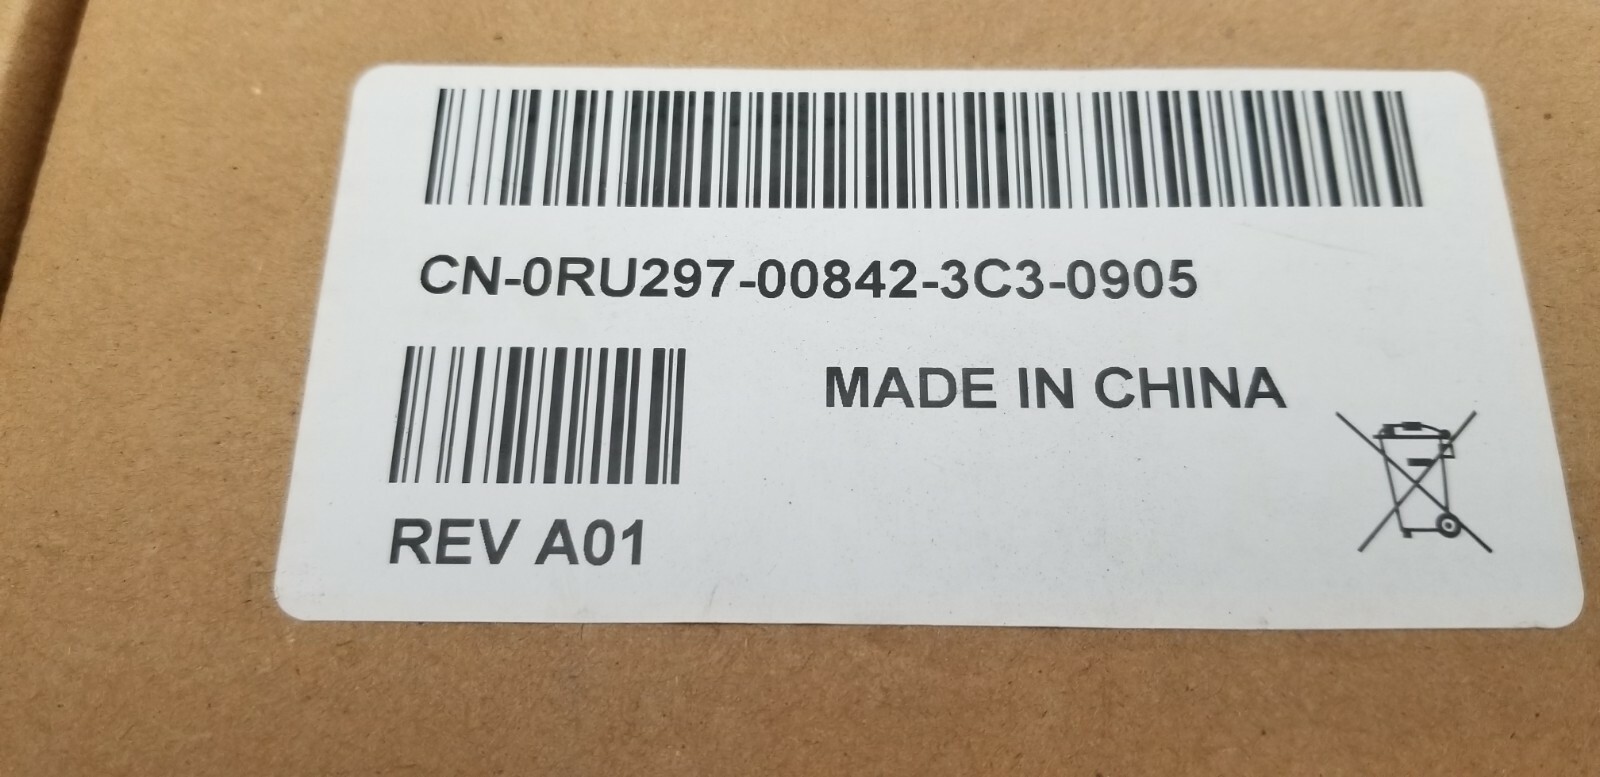 CN-0RU297-00842-3C3-0905
MADE IN CHINA
REV A01